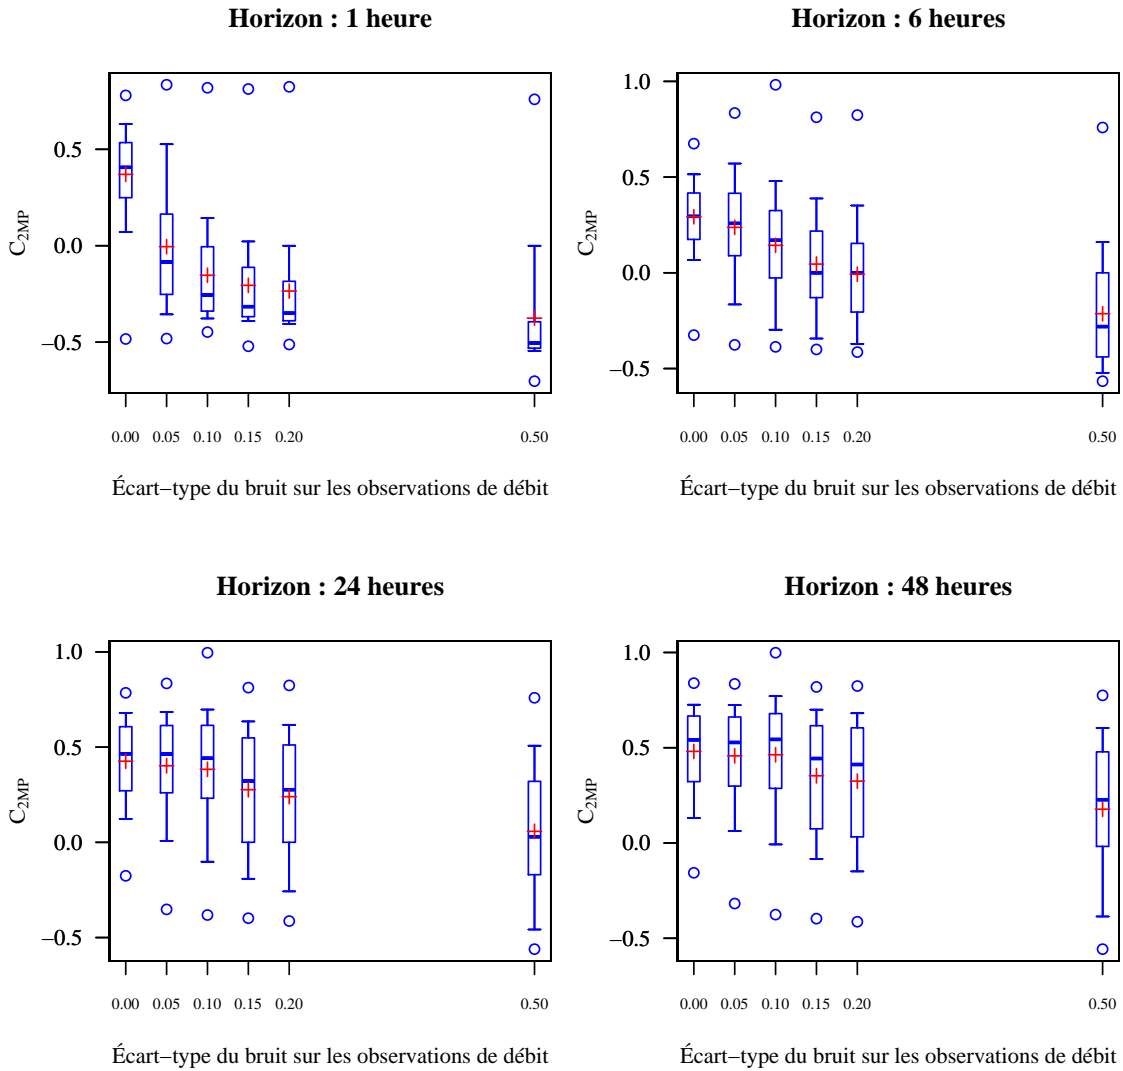 Horizon : 1 heure
C2MP
0.5
0.0
−0.5
0.00 0.05 0.10 0.15 0.20 0.50
Écart−type du bruit sur les observations de débit
Horizon : 6 heures
C2MP
1.0
0.5
0.0
−0.5
0.00 0.05 0.10 0.15 0.20 0.50
Écart−type du bruit sur les observations de débit
Horizon : 24 heures
C2MP
1.0
0.5
0.0
−0.5
0.00 0.05 0.10 0.15 0.20 0.50
Écart−type du bruit sur les observations de débit
Horizon : 48 heures
C2MP
1.0
0.5
0.0
−0.5
0.00 0.05 0.10 0.15 0.20 0.50
Écart−type du bruit sur les observations de débit